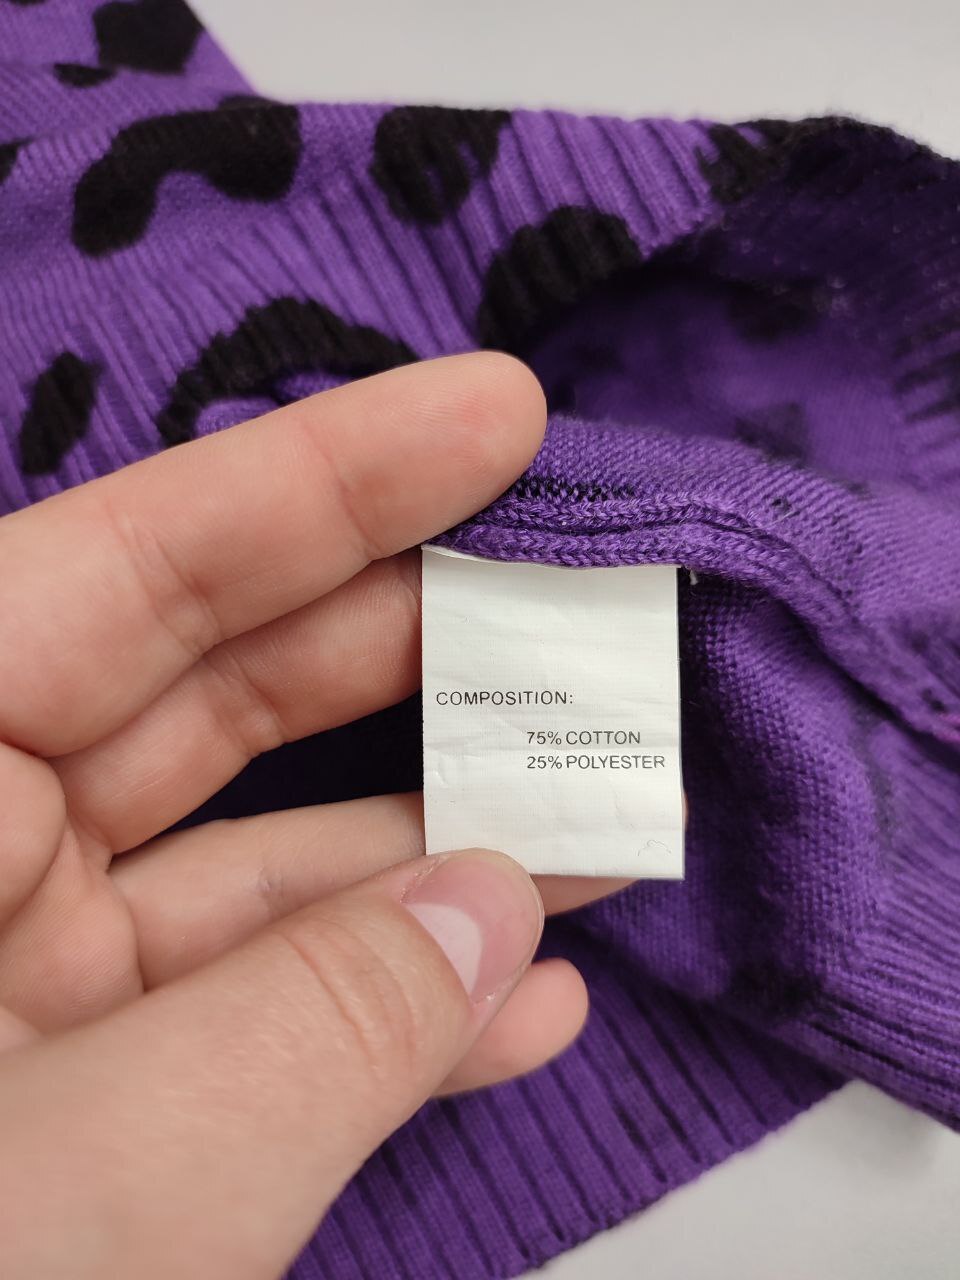 COMPOSITION:
75% COTTON
25% POLYESTER